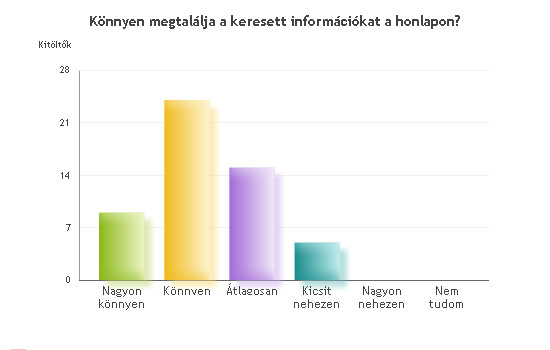 Könnyen megtalálja a keresett információkat a honlapon?
Kitöltők
28
21
14
7
0
Nagyon könnyen
Könnyen
Átlagosan
Kicsit nehezen
Nagyon nehezen
Nem tudom